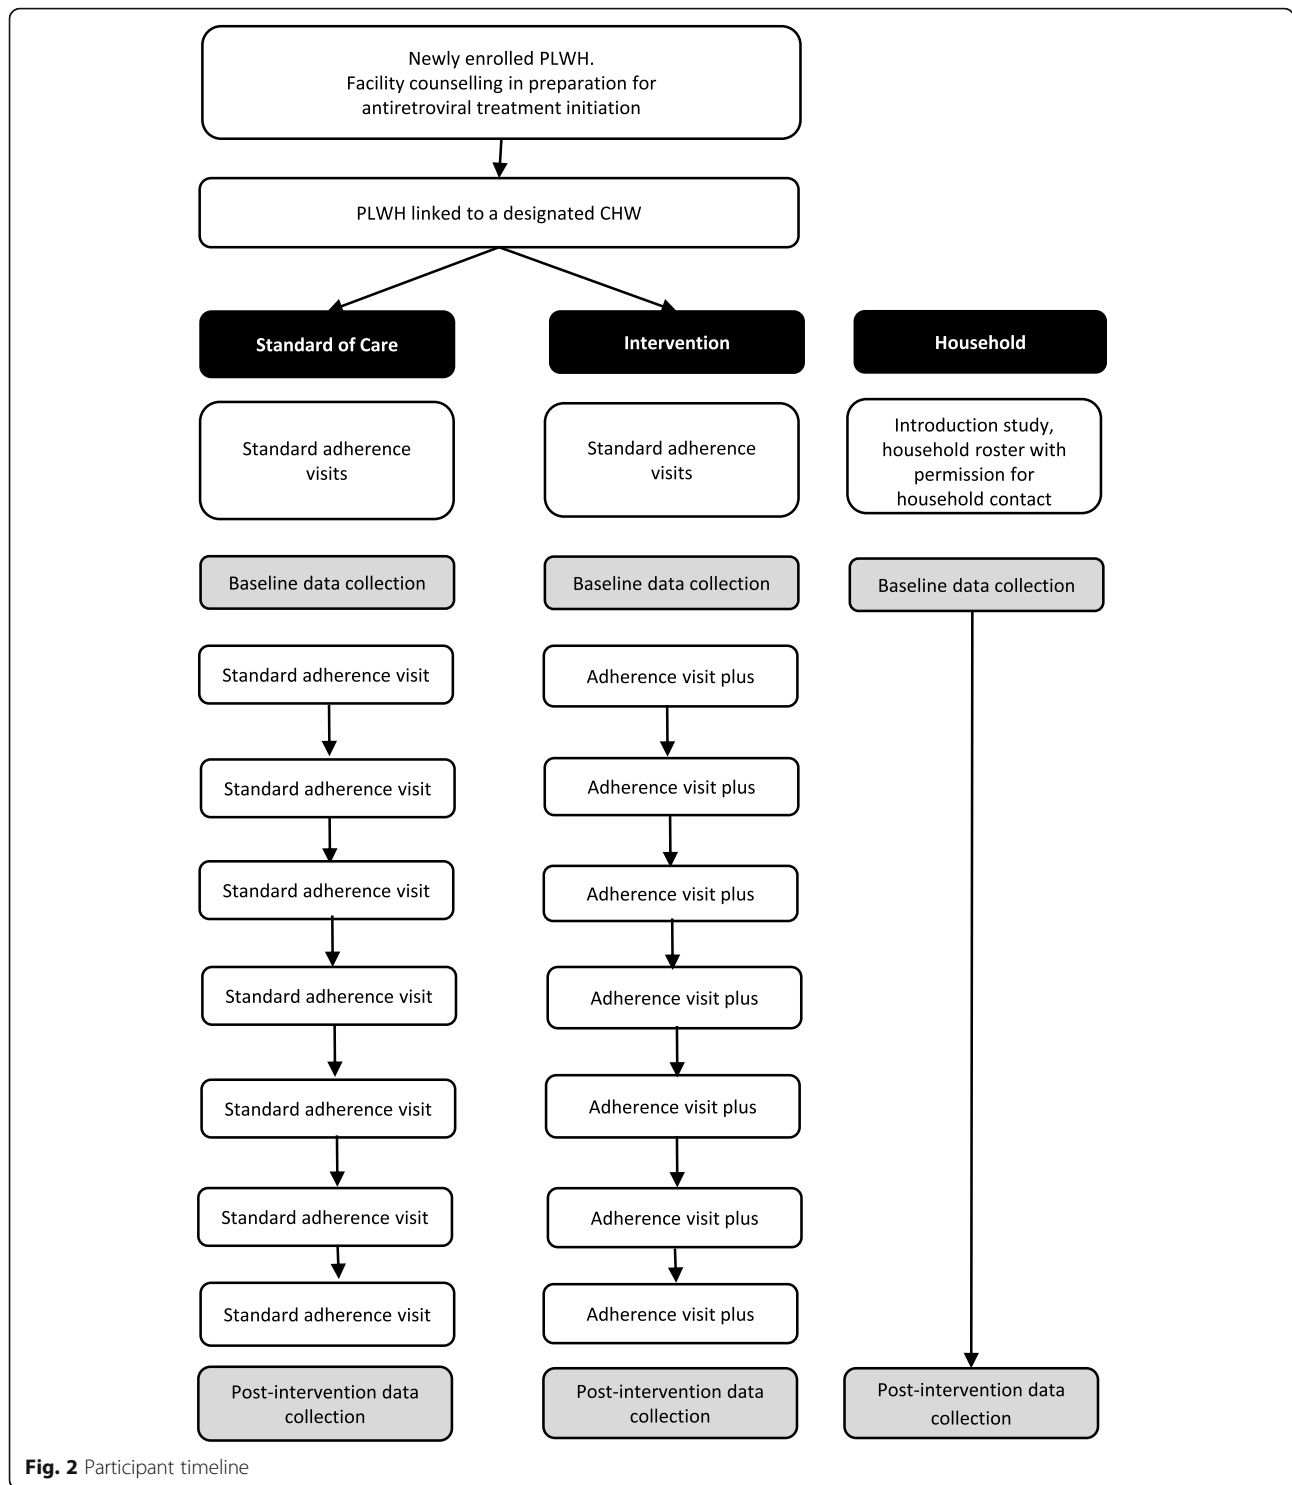 Newly enrolled PLWH.
Facility counselling in preparation for
antiretroviral treatment initiation
PLWH linked to a designated CHW
Standard of Care
Intervention
Household
Standard adherence
visits
Standard adherence
visits
Introduction study,
household roster with
permission for
household contact
Baseline data collection
Baseline data collection
Baseline data collection
Standard adherence visit
Adherence visit plus
Standard adherence visit
Adherence visit plus
Standard adherence visit
Adherence visit plus
Standard adherence visit
Adherence visit plus
Standard adherence visit
Adherence visit plus
Standard adherence visit
Adherence visit plus
Standard adherence visit
Adherence visit plus
Post-intervention data
collection
Post-intervention data
collection
Post-intervention data
collection
Fig. 2 Participant timeline